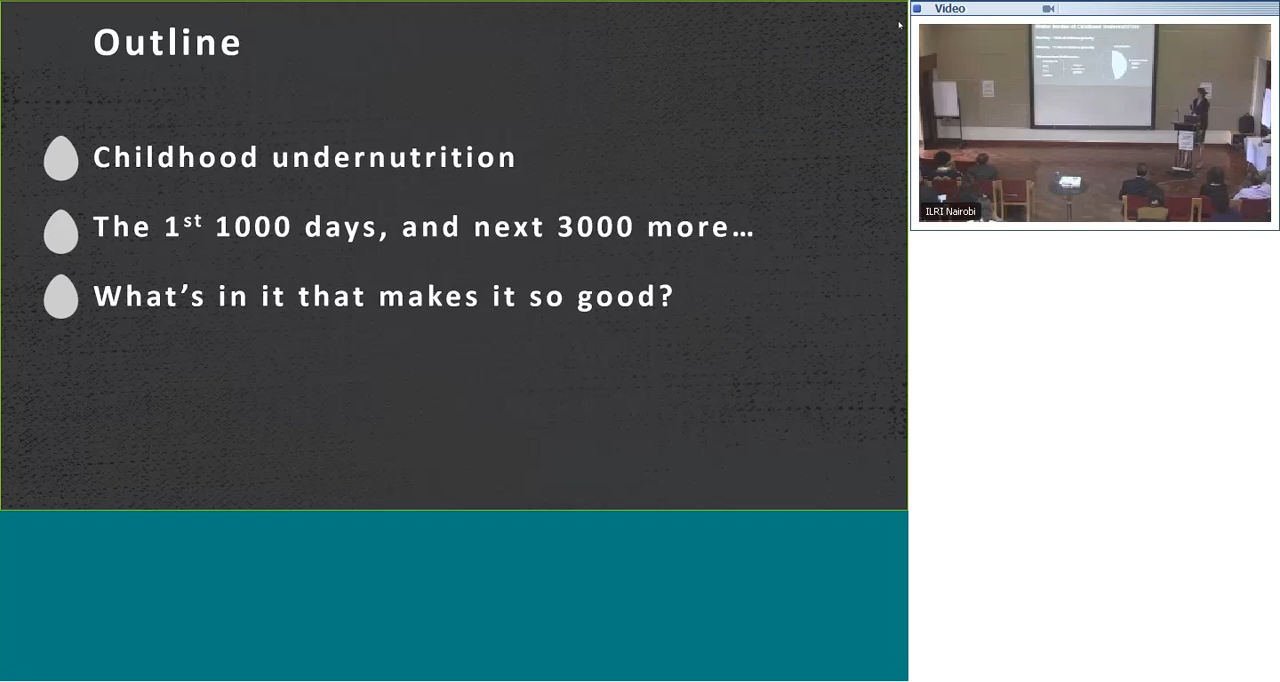 Outline
Childhood undernutrition
The 1st 1000 days, and next 3000 more…
What’s in it that makes it so good?
Video
ILRI Nairobi